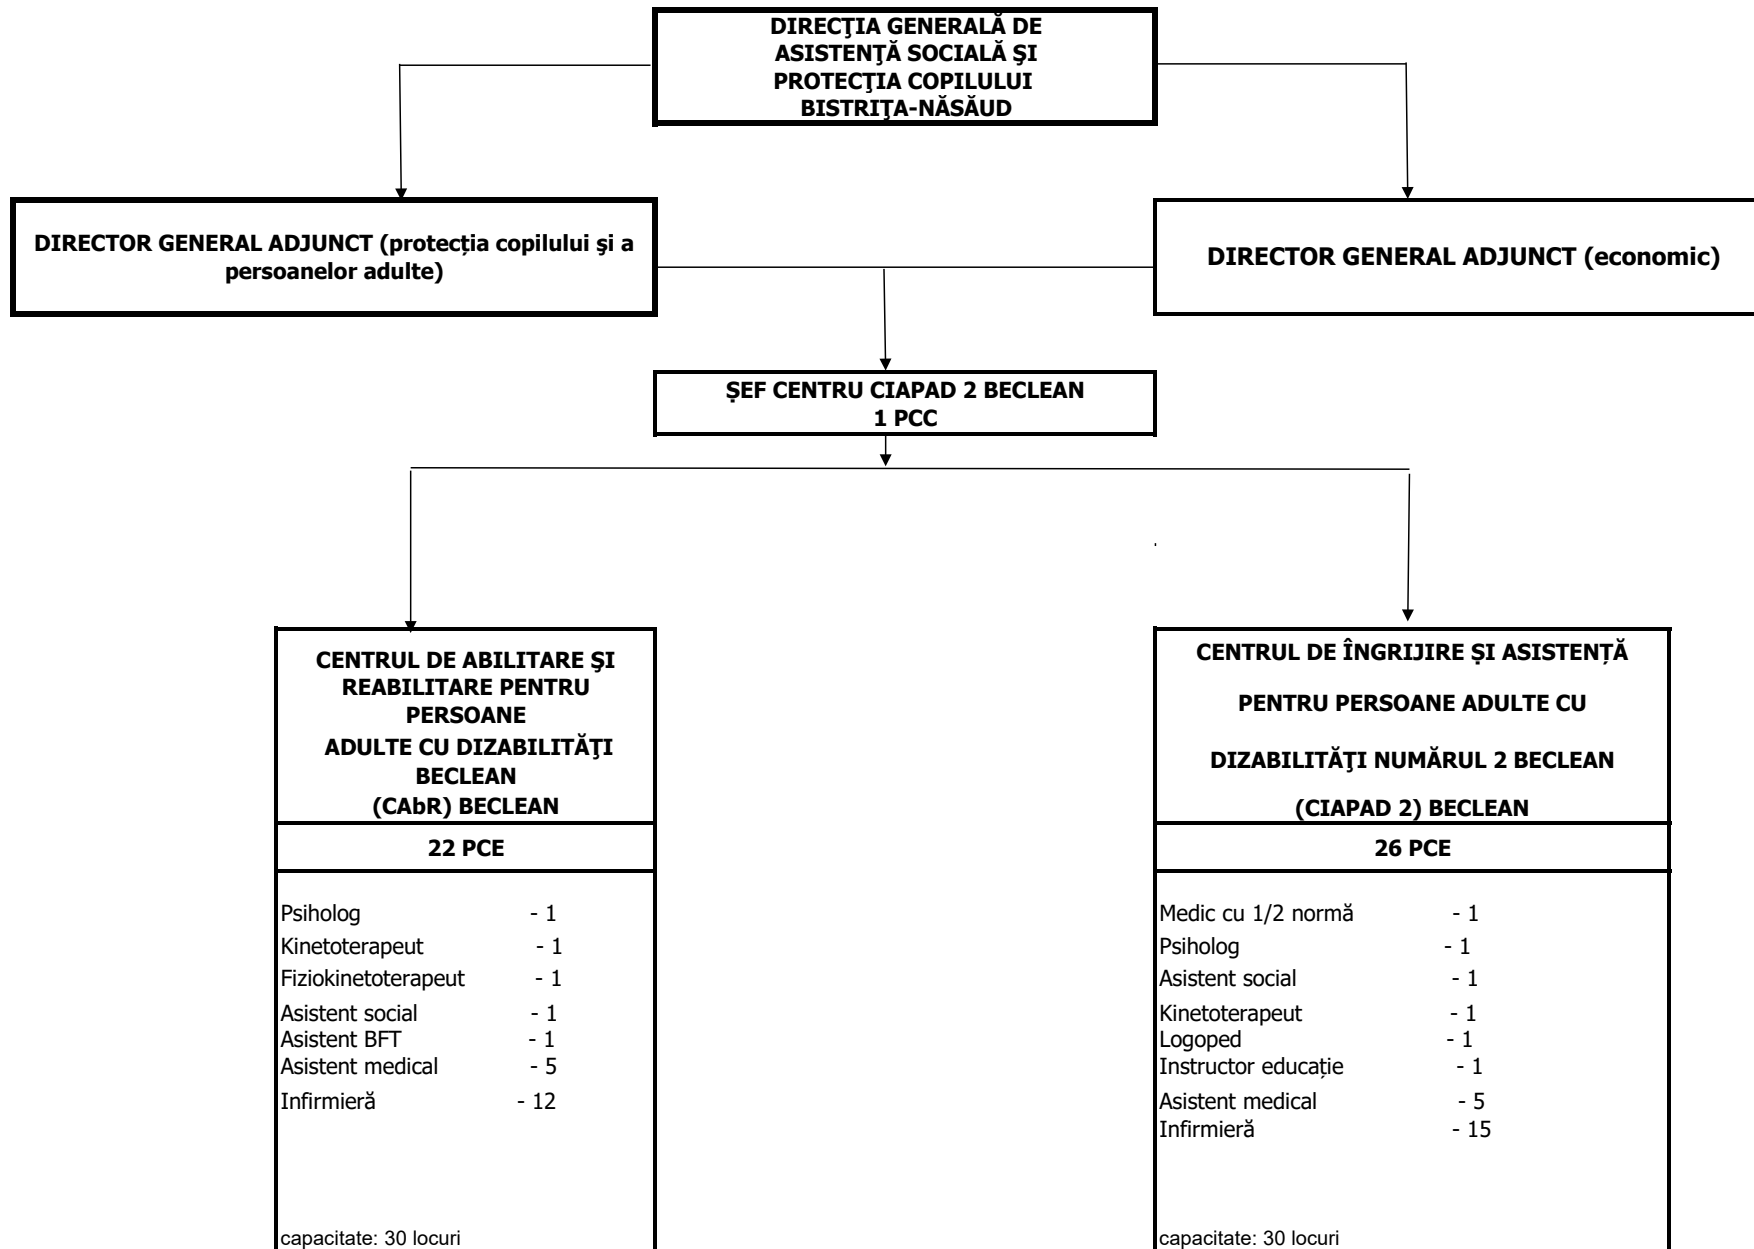 DIRECŢIA GENERALĂ DE
ASISTENŢĂ SOCIALĂ ŞI
PROTECŢIA COPILULUI
BISTRIŢA-NĂSĂUD
DIRECTOR GENERAL ADJUNCT (protecția copilului şi a
persoanelor adulte)
DIRECTOR GENERAL ADJUNCT (economic)
ȘEF CENTRU CIAPAD 2 BECLEAN
1 PCC
CENTRUL DE ABILITARE ŞI
REABILITARE PENTRU
PERSOANE
ADULTE CU DIZABILITĂŢI
BECLEAN
(CAbR) BECLEAN
22 PCE
Psiholog - 1
Kinetoterapeut - 1
Fiziokinetoterapeut - 1
Asistent social - 1
Asistent BFT - 1
Asistent medical - 5
Infirmieră - 12
capacitate: 30 locuri
CENTRUL DE ÎNGRIJIRE ȘI ASISTENȚĂ
PENTRU PERSOANE ADULTE CU
DIZABILITĂŢI NUMĂRUL 2 BECLEAN
(CIAPAD 2) BECLEAN
26 PCE
Medic cu 1/2 normă - 1
Psiholog - 1
Asistent social - 1
Kinetoterapeut - 1
Logoped - 1
Instructor educație - 1
Asistent medical - 5
Infirmieră - 15
capacitate: 30 locuri